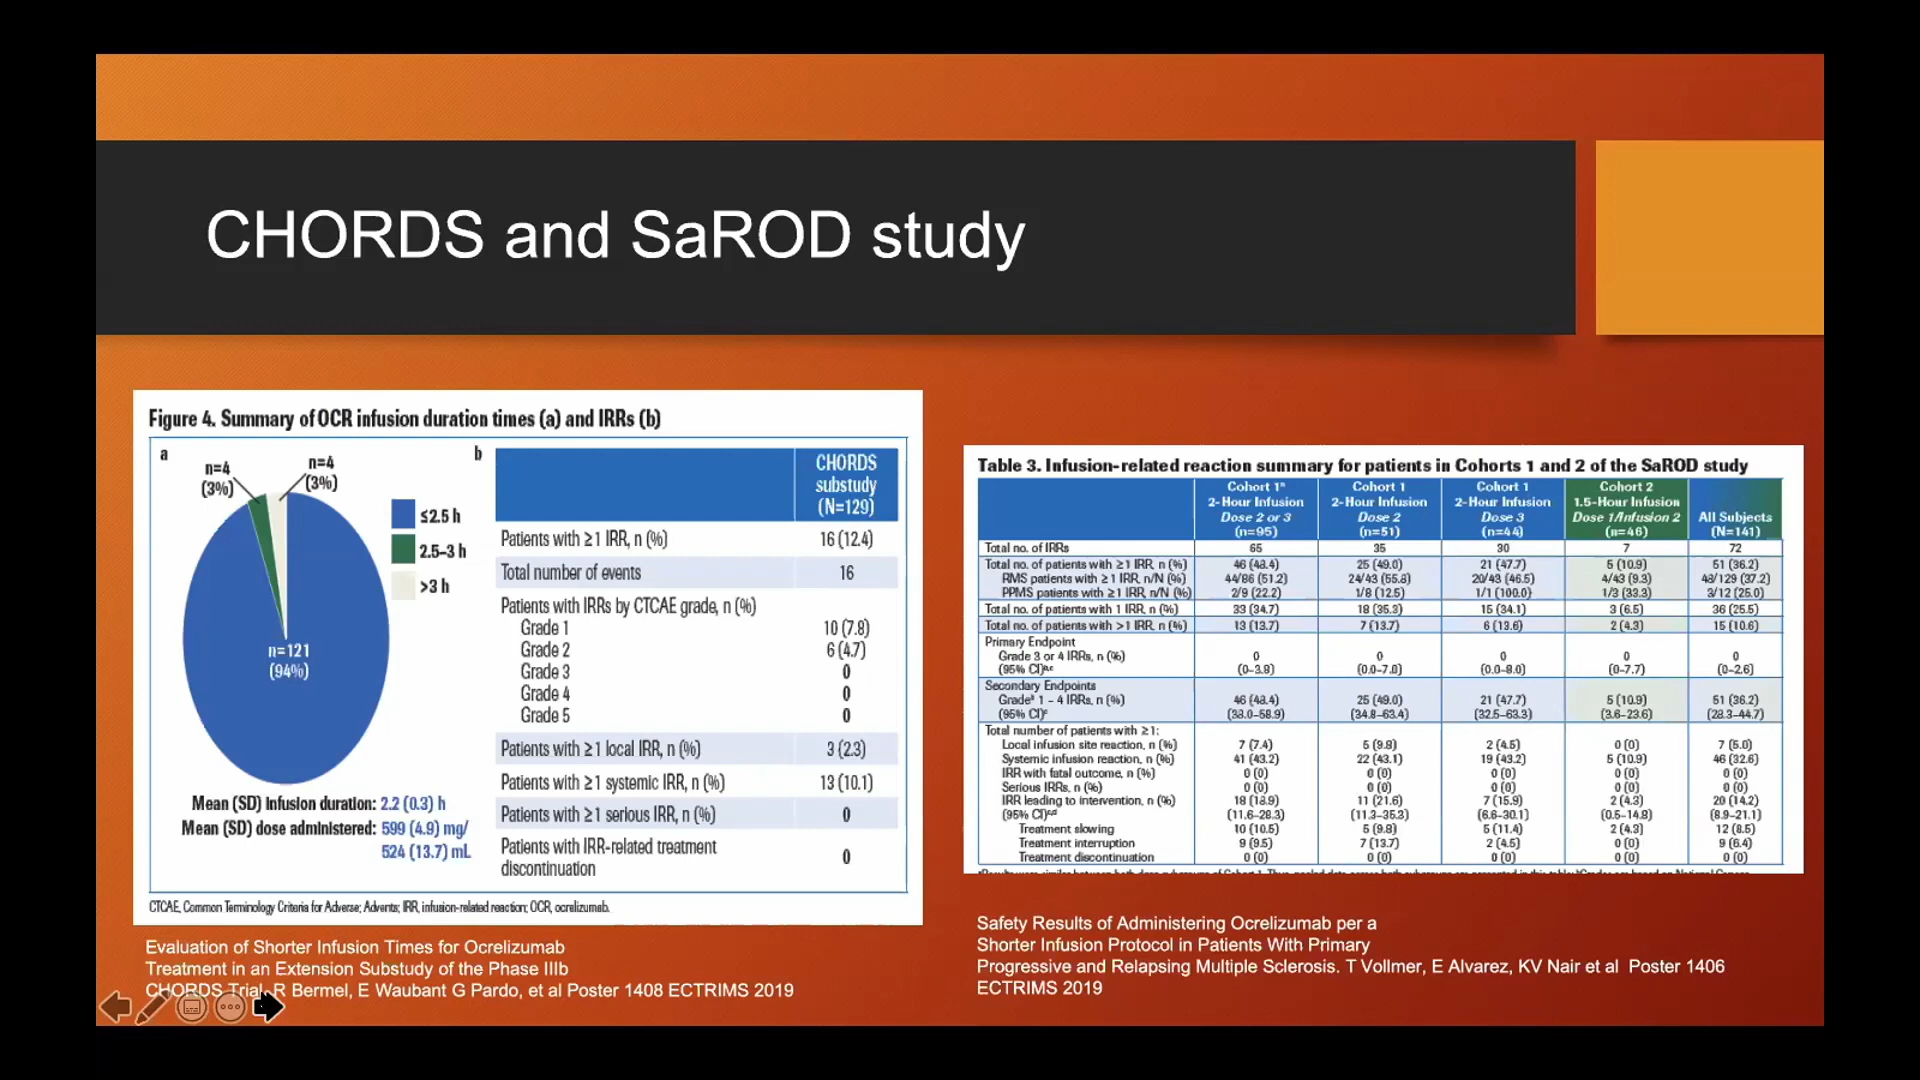 CHORDS and SaROD study
Figure 4. Summary of OCR infusion duration times (a) and IRRs (b)
a
n=4
(3%)
n=4
(3%)
n=121
(94%)
≤2.5 h
2.5–3 h
>3 h
Mean (SD) Infusion duration: 2.2 (0.3) h
Mean (SD) dose administered: 599 (4.9) mg/
524 (13.7) mL
b
CHORDS
substudy
(N=129)
Patients with ≥1 IRR, n (%) 16 (12.4)
Total number of events 16
Patients with IRRs by CTCAE grade, n (%)
Grade 1 10 (7.8)
Grade 2 6 (4.7)
Grade 3 0
Grade 4 0
Grade 5 0
Patients with ≥1 local IRR, n (%) 3 (2.3)
Patients with ≥1 systemic IRR, n (%) 13 (10.1)
Patients with ≥1 serious IRR, n (%) 0
Patients with IRR-related treatment
discontinuation 0
CTCAE, Common Terminology Criteria for Adverse; Advents; IRR, infusion-related reaction; OCR, ocrelizumab.
Evaluation of Shorter Infusion Times for Ocrelizumab
Treatment in an Extension Substudy of the Phase IIIb
CHORDS Trial. R Bermel, E Waubant G Pardo, et al Poster 1408 ECTRIMS 2019
Table 3. Infusion-related reaction summary for patients in Cohorts 1 and 2 of the SaROD study
Cohort 1ª Cohort 1 Cohort 1 Cohort 2
2-Hour Infusion 2-Hour Infusion 2-Hour Infusion 1.5-Hour Infusion
Dose 2 or 3 Dose 2 Dose 3 Dose 1/Infusion 2 All Subjects
(n=95) (n=51) (n=44) (n=46) (N=141)
Total no. of IRRs 65 35 30 7 72
Total no. of patients with ≥1 IRR, n (%) 46 (48.4) 25 (49.0) 21 (47.7) 5 (10.9) 51 (36.2)
RMS patients with ≥1 IRR, n/N (%) 44/86 (51.2) 24/43 (55.8) 20/43 (46.5) 4/43 (9.3) 48/129 (37.2)
PPMS patients with ≥1 IRR, n/N (%) 2/9 (22.2) 1/8 (12.5) 1/1 (100.0) 1/3 (33.3) 3/12 (25.0)
Total no. of patients with 1 IRR, n (%) 33 (34.7) 18 (35.3) 15 (34.1) 3 (6.5) 36 (25.5)
Total no. of patients with >1 IRR, n (%) 13 (13.7) 7 (13.7) 6 (13.6) 2 (4.3) 15 (10.6)
Primary Endpoint
Grade 3 or 4 IRRs, n (%) 0 0 0 0 0
(95% CI) (0–3.8) (0.0–7.0) (0.0–8.0) (0–7.7) (0–2.6)
Secondary Endpoints
Grade 1 – 4 IRRs, n (%) 46 (48.4) 25 (49.0) 21 (47.7) 5 (10.9) 51 (36.2)
(95% CI) (38.0–58.9) (34.8–63.4) (32.5–63.3) (3.6–23.6) (28.3–44.7)
Total number of patients with ≥1:
Local infusion site reaction, n (%) 7 (7.4) 5 (9.8) 2 (4.5) 0 (0) 7 (5.0)
Systemic infusion reaction, n (%) 41 (43.2) 22 (43.1) 19 (43.2) 5 (10.9) 46 (32.6)
IRR with fatal outcome, n (%) 0 (0) 0 (0) 0 (0) 0 (0) 0 (0)
Serious IRRs, n (%) 0 (0) 0 (0) 0 (0) 0 (0) 0 (0)
IRR leading to intervention, n (%) 18 (18.9) 11 (21.6) 7 (15.9) 2 (4.3) 20 (14.2)
(95% CI) (11.6–28.3) (11.3–35.3) (6.6–30.1) (0.5–14.8) (8.9–21.1)
Treatment slowing 10 (10.5) 5 (9.8) 5 (11.4) 2 (4.3) 12 (8.5)
Treatment interruption 9 (9.5) 7 (13.7) 2 (4.5) 0 (0) 9 (6.4)
Treatment discontinuation 0 (0) 0 (0) 0 (0) 0 (0) 0 (0)
Safety Results of Administering Ocrelizumab per a
Shorter Infusion Protocol in Patients With Primary
Progressive and Relapsing Multiple Sclerosis. T Vollmer, E Alvarez, KV Nair et al Poster 1406
ECTRIMS 2019